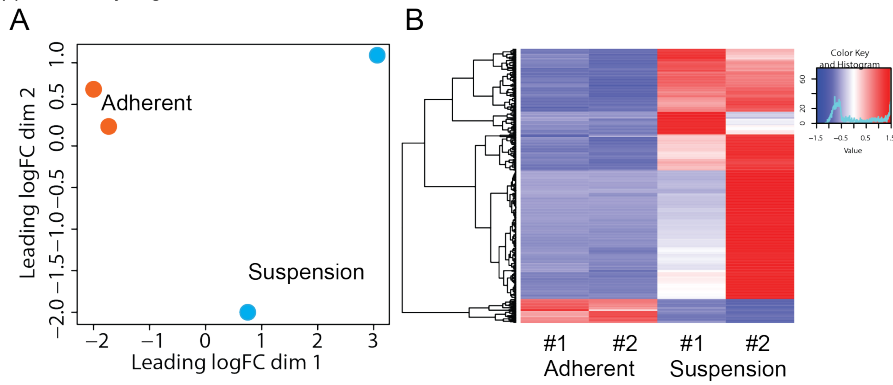 A
B
1.0
0.5
0.0
−0.5
−1.0
−1.5
−2.0
Leading logFC dim 2
Adherent
Suspension
−2 −1 0 1 2 3
Leading logFC dim 1
#1 #2 #1 #2
Adherent Suspension
Color Key
and Histogram
0 20 60
−1.5 −0.5 0.5 1.5
Value